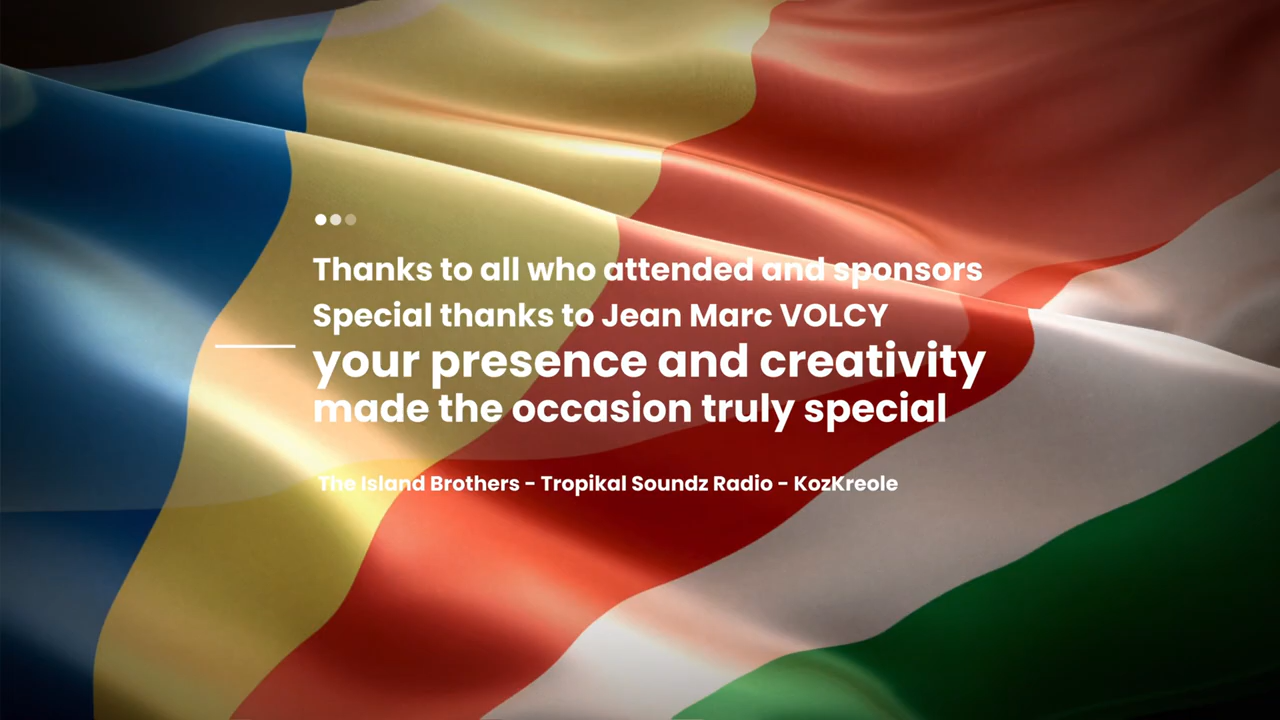 Thanks to all who attended and sponsors
Special thanks to Jean Marc VOLCY
your presence and creativity
made the occasion truly special
The Island Brothers - Tropikal Soundz Radio - KozKreole